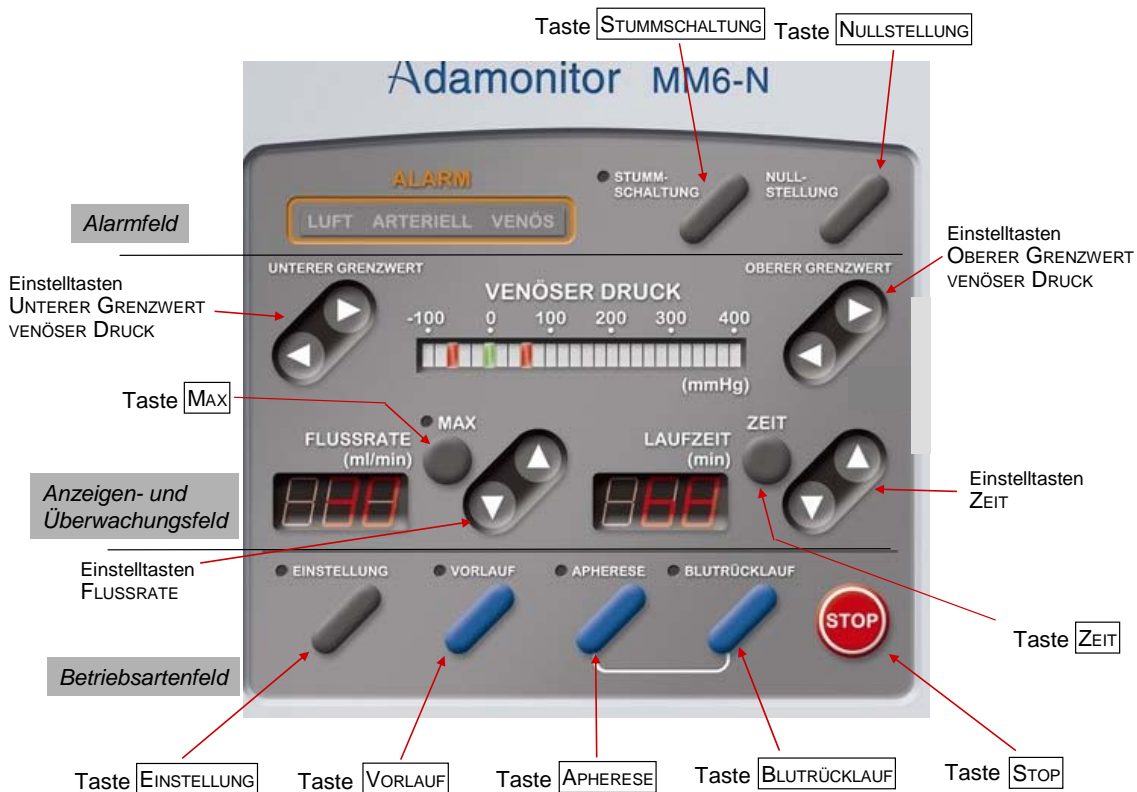 Taste STUMMSCHALTUNG
Taste NULLSTELLUNG
Adamonitor MM6-N
ALARM
LUFT ARTERIELL VENÖS
STUMM-
SCHALTUNG
NULL-
STELLUNG
Alarmfeld
Einstelltasten
UNTERER GRENZWERT
VENÖSER DRUCK
UNTERER GRENZWERT
VENÖSER DRUCK
-100 0 100 200 300 400
(mmHg)
OBERER GRENZWERT
Einstelltasten
OBERER GRENZWERT
VENÖSER DRUCK
Taste MAX
MAX
FLUSSRATE
(ml/min)
30
ZEIT
LAUFZEIT
(min)
60
Anzeigen- und
Überwachungsfeld
Einstelltasten
ZEIT
Einstelltasten
FLUSSRATE
EINSTELLUNG
VORLAUF
APHERESE
BLUTRÜCKLAUF
STOP
Taste ZEIT
Betriebsartenfeld
Taste EINSTELLUNG
Taste VORLAUF
Taste APHERESE
Taste BLUTRÜCKLAUF
Taste STOP